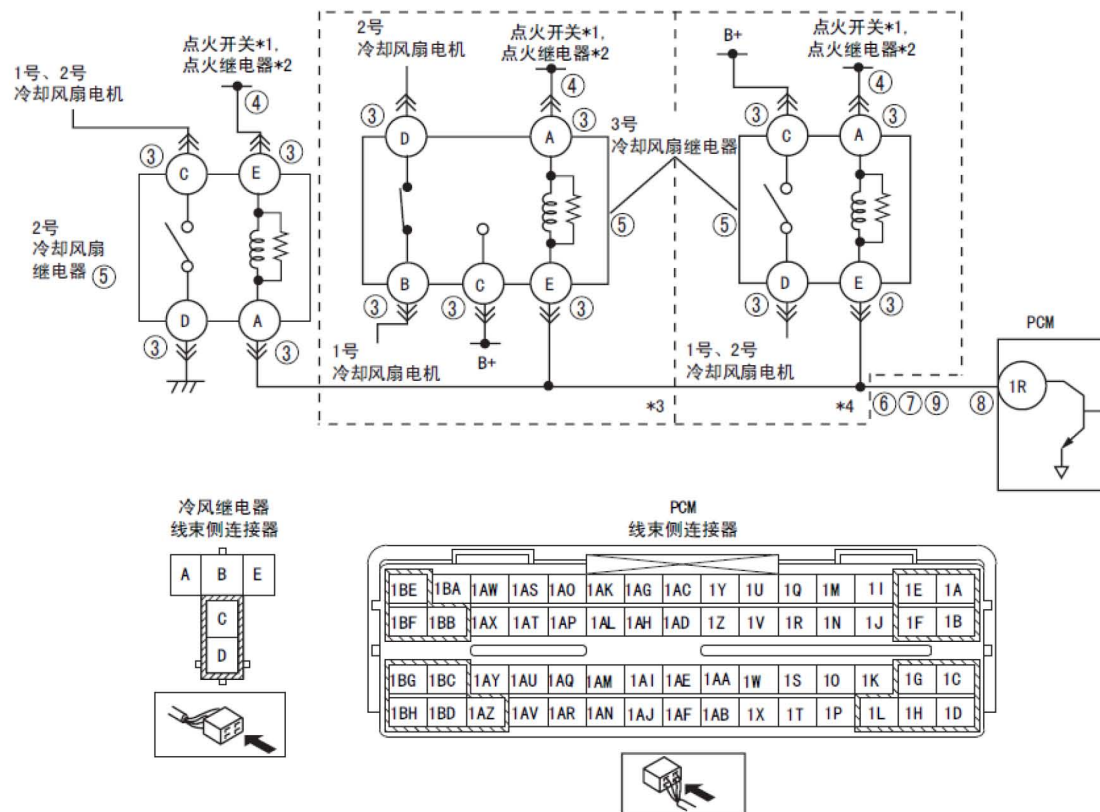 点火开关*1,
点火继电器*2
1号、2号
冷却风扇电机
④
③
③
C
E
2号
冷却风扇
继电器 ⑤
D
A
③
③
2号
冷却风扇电机
点火开关*1,
点火继电器*2
④
③
③
D
A
⑤
B
C
E
③
③
③
1号
冷却风扇电机
B+
*3
3号
冷却风扇继电器
B+
点火开关*1,
点火继电器*2
④
③
③
C
A
⑤
D
E
③
③
1号、2号
冷却风扇电机
*4
⑥⑦⑨
⑧
PCM
1R
冷风继电器
线束侧连接器
A B E
C
D
PCM
线束侧连接器
1BE 1BA 1AW 1AS 1AO 1AK 1AG 1AC 1Y 1U 1Q 1M 1I 1E 1A
1BF 1BB 1AX 1AT 1AP 1AL 1AH 1AD 1Z 1V 1R 1N 1J 1F 1B
1BG 1BC 1AY 1AU 1AQ 1AM 1AI 1AE 1AA 1W 1S 1O 1K 1G 1C
1BH 1BD 1AZ 1AV 1AR 1AN 1AJ 1AF 1AB 1X 1T 1P 1L 1H 1D